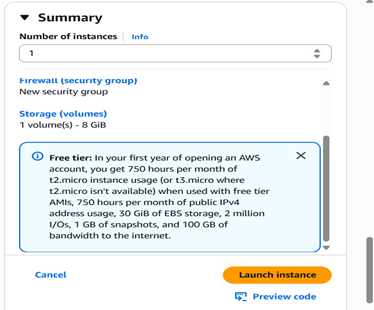 Summary
Number of instances Info
1
Firewall (security group)
New security group
Storage (volumes)
1 volume(s) - 8 GiB
Free tier: In your first year of opening an AWS
account, you get 750 hours per month of
t2.micro instance usage (or t3.micro where
t2.micro isn't available) when used with free tier
AMIs, 750 hours per month of public IPv4
address usage, 30 GiB of EBS storage, 2 million
I/Os, 1 GB of snapshots, and 100 GB of
bandwidth to the internet.
Cancel
Launch instance
Preview code